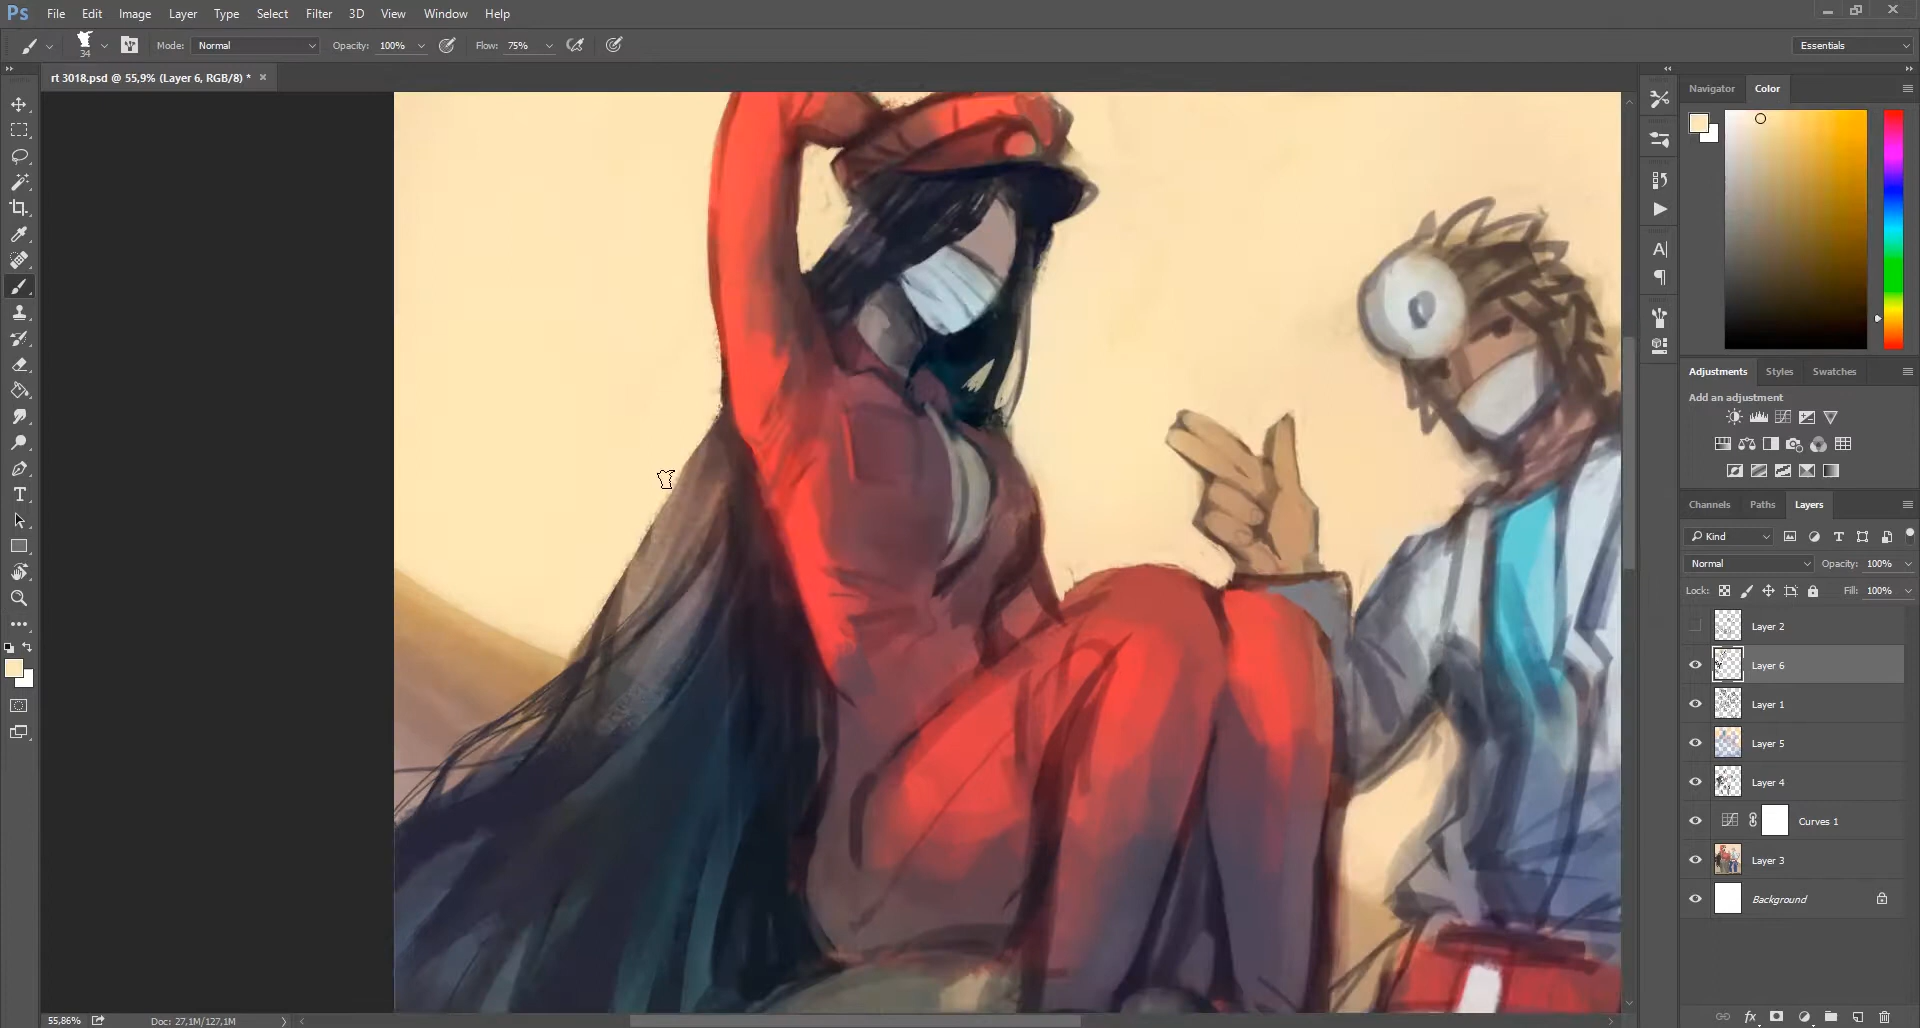 Ps File Edit Image Layer Type Select Filter 3D View Window Help
34 Mode: Normal Opacity: 100% Flow: 75% Essentials
rt 3018.psd @ 55,9% (Layer 6, RGB/8) * ×
Navigator Color
Adjustments Styles Swatches
Add an adjustment
Channels Paths Layers
Kind
Normal Opacity: 100%
Lock: Fill: 100%
Layer 2
Layer 6
Layer 1
Layer 5
Layer 4
Curves 1
Layer 3
Background
55,86% Doc: 27,1M/127,1M